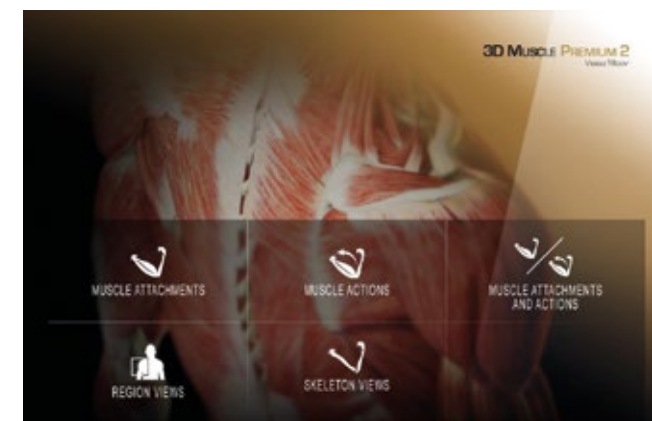 3D MUSCLE PREMIUM 2
MUSCLE ATTACHMENTS
MUSCLE ACTIONS
MUSCLE ATTACHMENTS
AND ACTIONS
REGION VIEWS
SKELETON VIEWS